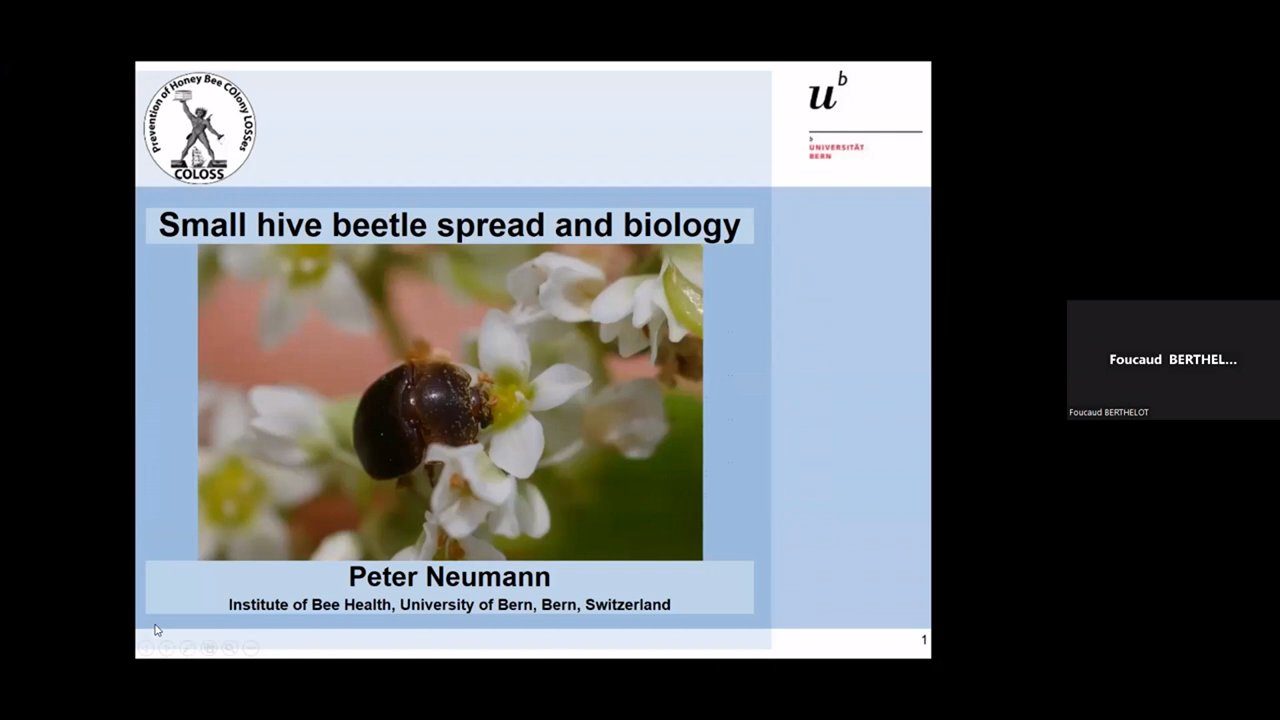 Prevention of Honey Bee COlony LOSSes
COLOSS
u
b
b
UNIVERSITÄT
BERN
Small hive beetle spread and biology
Peter Neumann
Institute of Bee Health, University of Bern, Bern, Switzerland
1
Foucaud BERTHEL...
Foucaud BERTHELOT